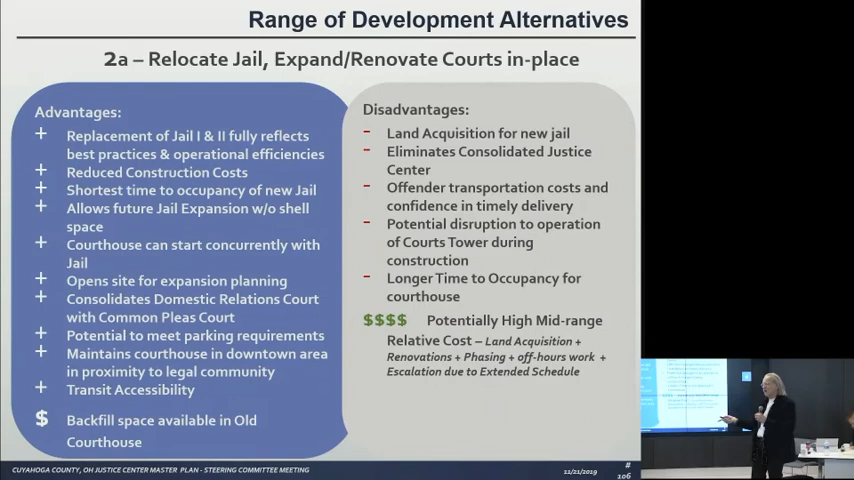 Range of Development Alternatives
2a – Relocate Jail, Expand/Renovate Courts in-place
Advantages:
+ Replacement of Jail I & II fully reflects
best practices & operational efficiencies
+ Reduced Construction Costs
+ Shortest time to occupancy of new Jail
+ Allows future Jail Expansion w/o shell
space
+ Courthouse can start concurrently with
Jail
+ Opens site for expansion planning
+ Consolidates Domestic Relations Court
with Common Pleas Court
+ Potential to meet parking requirements
+ Maintains courthouse in downtown area
in proximity to legal community
+ Transit Accessibility
$ Backfill space available in Old
Courthouse
Disadvantages:
- Land Acquisition for new jail
- Eliminates Consolidated Justice
Center
- Offender transportation costs and
confidence in timely delivery
- Potential disruption to operation
of Courts Tower during
construction
- Longer Time to Occupancy for
courthouse
$$$$ Potentially High Mid-range
Relative Cost – Land Acquisition +
Renovations + Phasing + off-hours work +
Escalation due to Extended Schedule
CUYAHOGA COUNTY, OH JUSTICE CENTER MASTER PLAN - STEERING COMMITTEE MEETING
11/21/2019
#
106